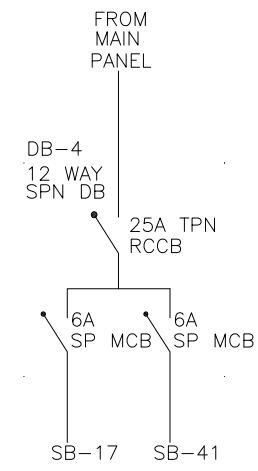 FROM
MAIN
PANEL
DB-4
12 WAY
SPN DB
25A TPN
RCCB
6A
SP MCB
6A
SP MCB
SB-17
SB-41